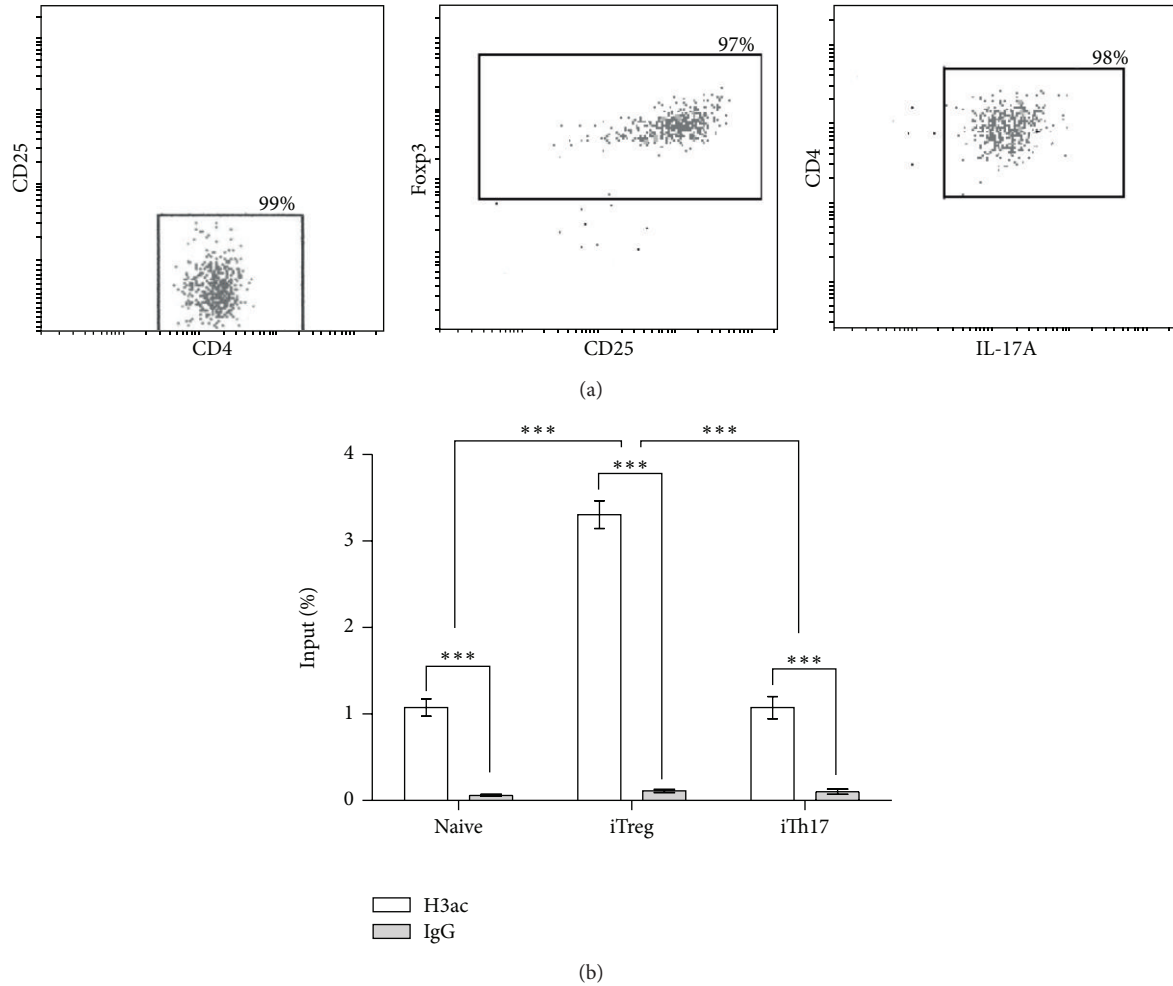 99%
CD25
CD4
97%
Foxp3
CD25
98%
CD4
IL-17A
(a)
*** ***
***
*** ***
4
3
2
1
0
Input (%)
Naive iTreg iTh17
H3ac
IgG
(b)